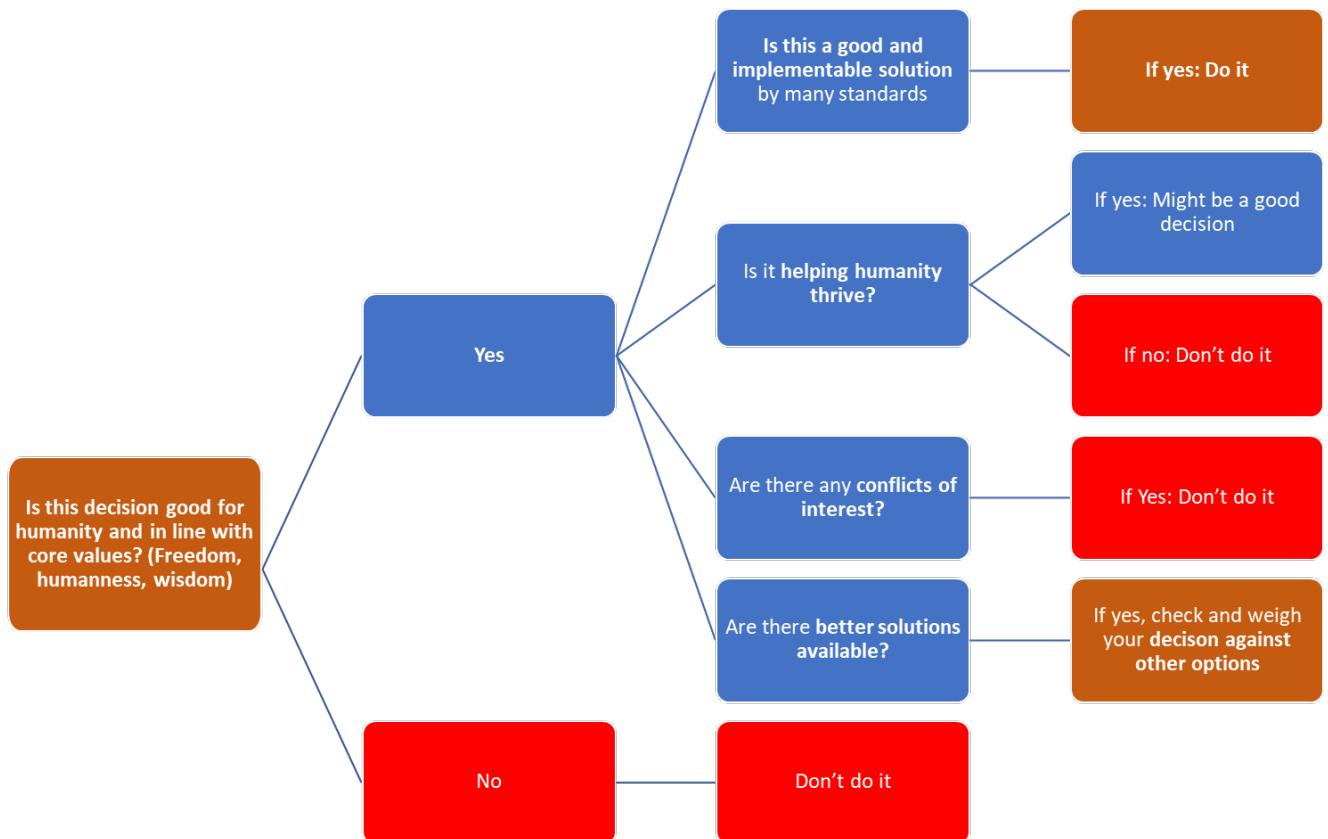 Is this a good and
implementable solution
by many standards
If yes: Do it
If yes: Might be a good
decision
Is it helping humanity
thrive?
Yes
If no: Don't do it
Is this decision good for
humanity and in line with
core values? (Freedom,
humanness, wisdom)
Are there any conflicts of
interest?
If Yes: Don't do it
Are there better solutions
available?
If yes, check and weigh
your decison against
other options
No
Don't do it